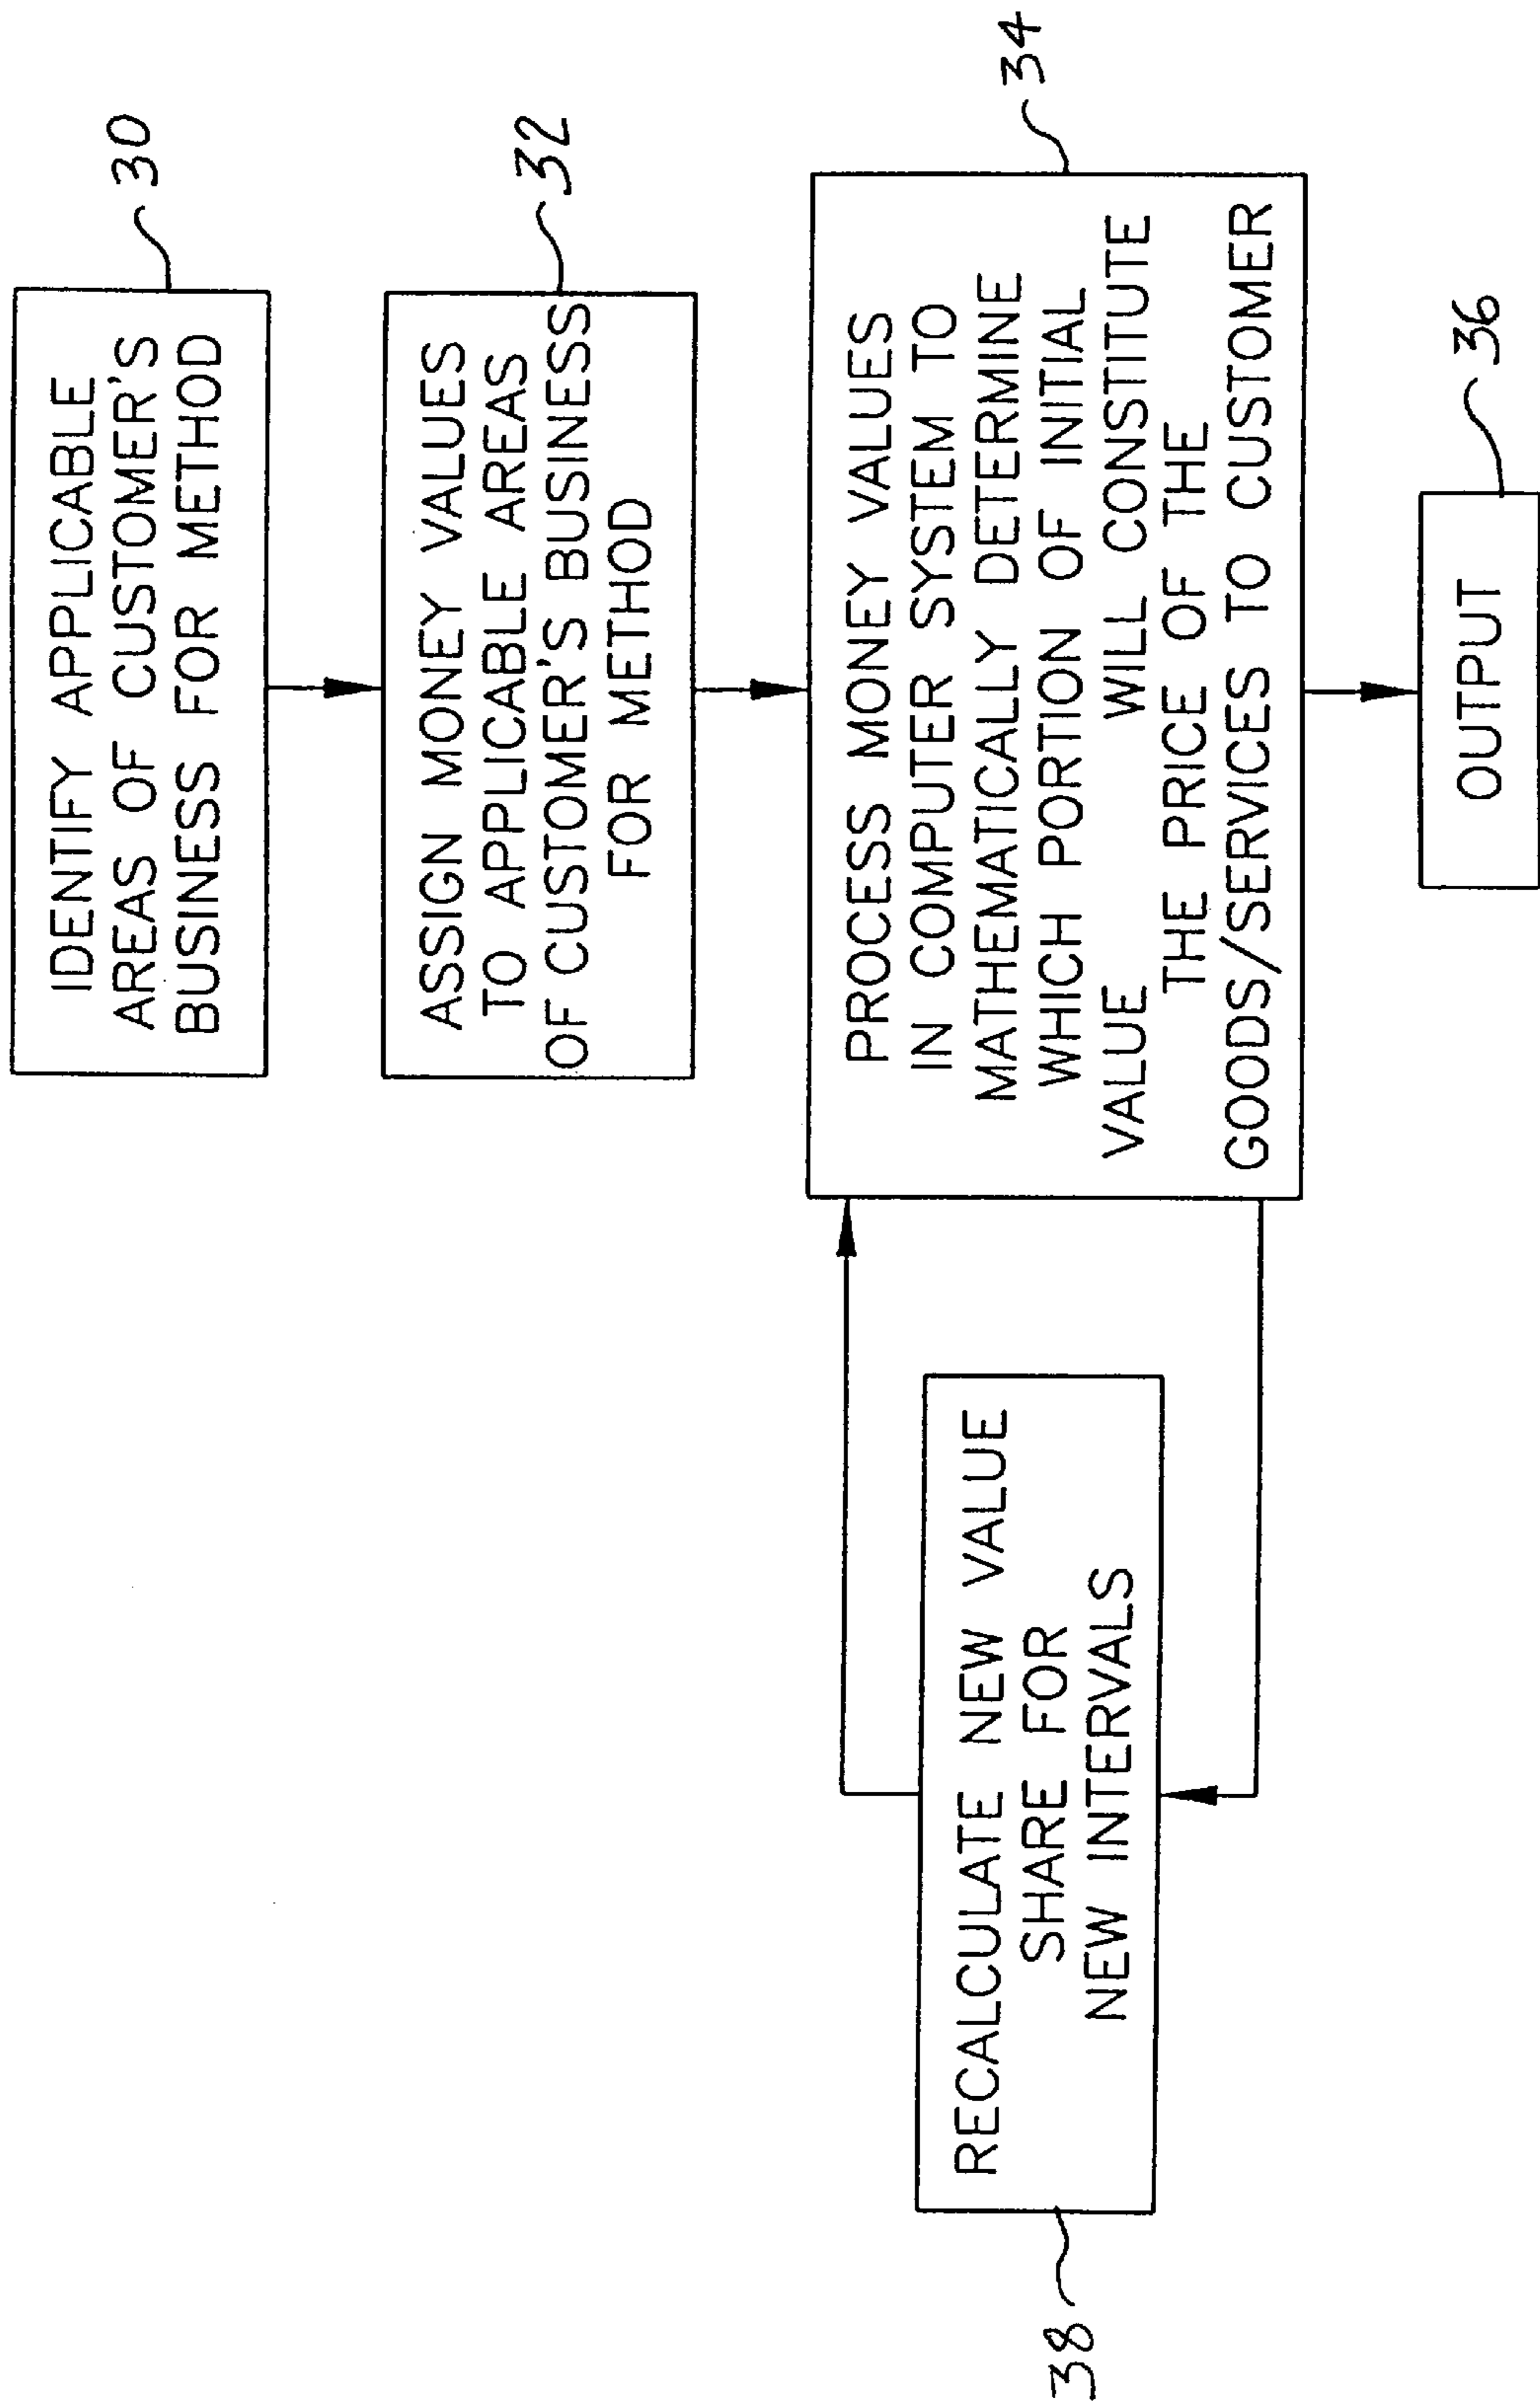 IDENTIFY APPLICABLE
AREAS OF CUSTOMER'S
BUSINESS FOR METHOD
30
ASSIGN MONEY VALUES
TO APPLICABLE AREAS
OF CUSTOMER'S BUSINESS
FOR METHOD
32
PROCESS MONEY VALUES
IN COMPUTER SYSTEM TO
MATHEMATICALLY DETERMINE
WHICH PORTION OF INITIAL
VALUE WILL CONSTITUTE
THE PRICE OF THE
GOODS/SERVICES TO CUSTOMER
34
RECALCULATE NEW VALUE
SHARE FOR
NEW INTERVALS
38
OUTPUT
36